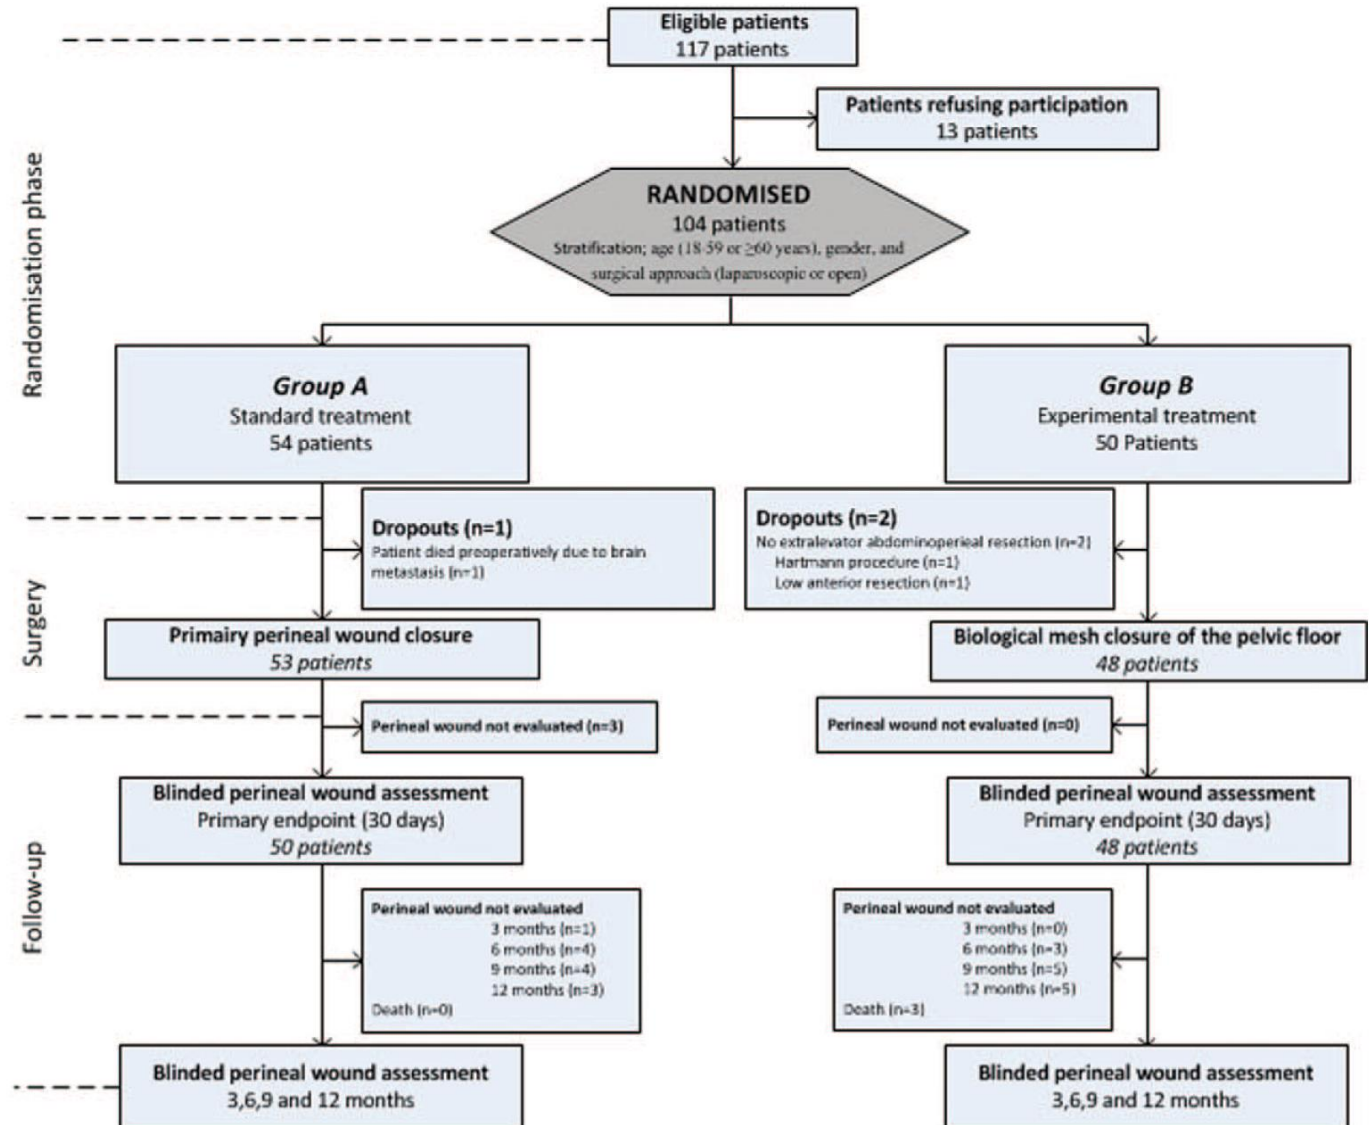 Eligible patients
117 patients
Patients refusing participation
13 patients
Randomisation phase
RANDOMISED
104 patients
Stratification; age (18-59 or ≥60 years), gender, and
surgical approach (laparoscopic or open)
Group A
Standard treatment
54 patients
Group B
Experimental treatment
50 Patients
Surgery
Dropouts (n=1)
Patient died preoperatively due to brain
metastasis (n=1)
Dropouts (n=2)
No extralevator abdominoperieal resection (n=2)
Hartmann procedure (n=1)
Low anterior resection (n=1)
Primairy perineal wound closure
53 patients
Biological mesh closure of the pelvic floor
48 patients
Follow-up
Perineal wound not evaluated (n=3)
Perineal wound not evaluated (n=0)
Blinded perineal wound assessment
Primary endpoint (30 days)
50 patients
Blinded perineal wound assessment
Primary endpoint (30 days)
48 patients
Perineal wound not evaluated
3 months (n=1)
6 months (n=4)
9 months (n=4)
12 months (n=3)
Death (n=0)
Perineal wound not evaluated
3 months (n=0)
6 months (n=3)
9 months (n=5)
12 months (n=5)
Death (n=3)
Blinded perineal wound assessment
3,6,9 and 12 months
Blinded perineal wound assessment
3,6,9 and 12 months